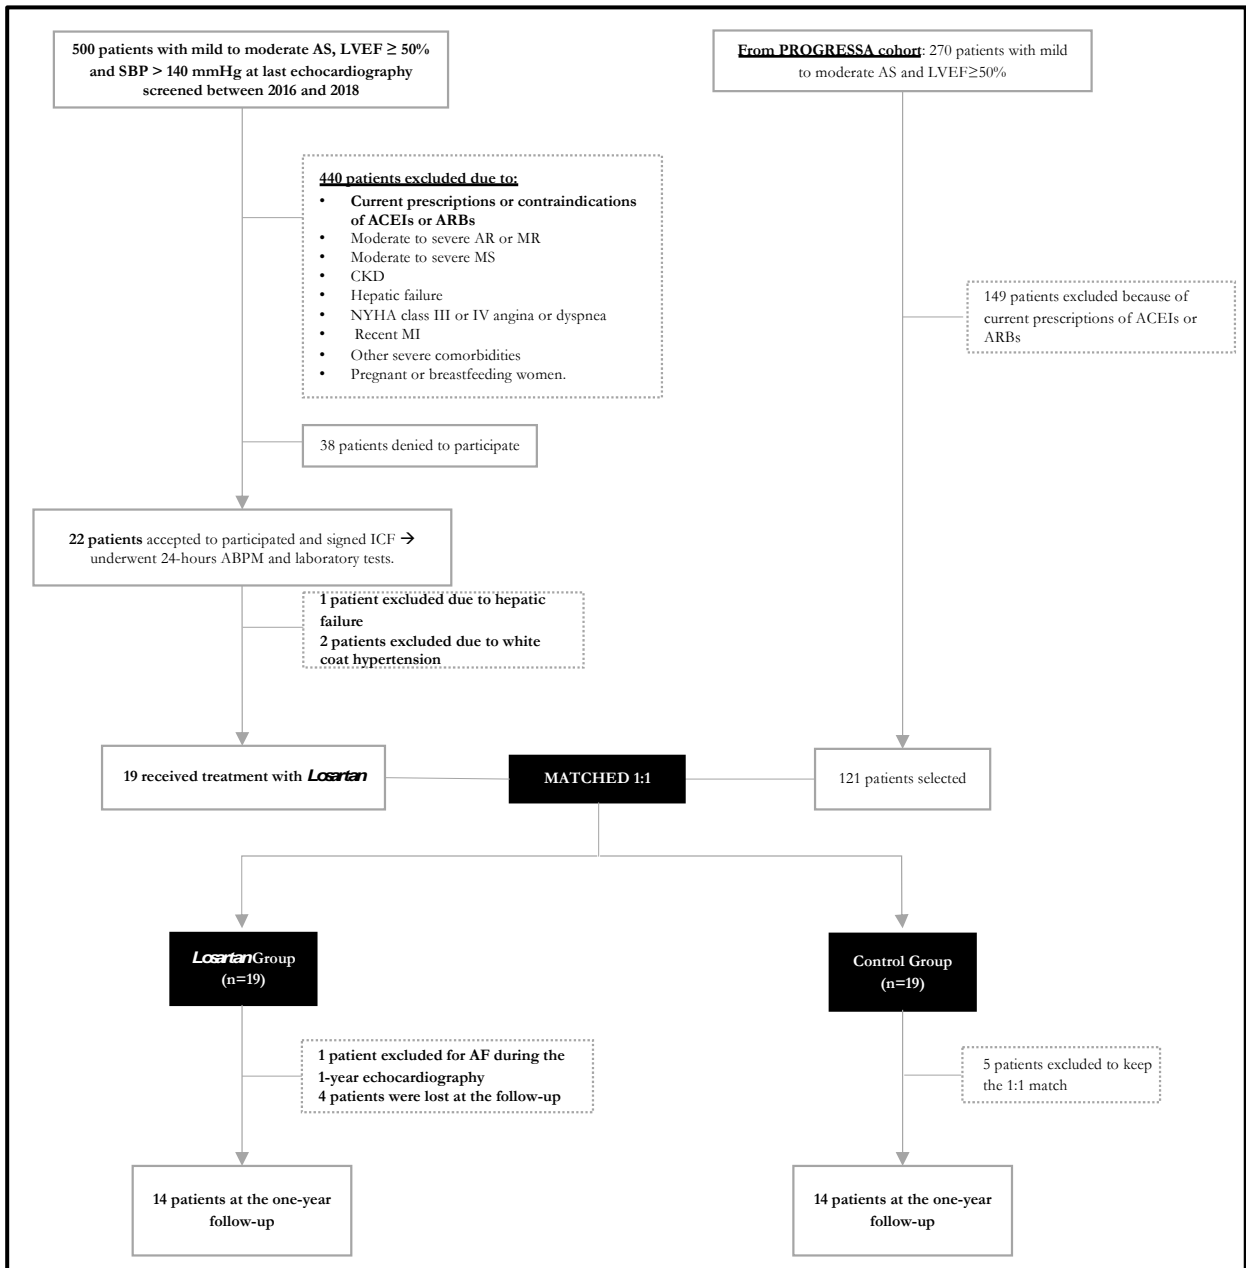 500 patients with mild to moderate AS, LVEF ≥ 50%
and SBP > 140 mmHg at last echocardiography
screened between 2016 and 2018
From PROGRESSA cohort: 270 patients with mild
to moderate AS and LVEF≥50%
440 patients excluded due to:
• Current prescriptions or contraindications
of ACEIs or ARBs
• Moderate to severe AR or MR
• Moderate to severe MS
• CKD
• Hepatic failure
• NYHA class III or IV angina or dyspnea
• Recent MI
• Other severe comorbidities
• Pregnant or breastfeeding women.
149 patients excluded because of
current prescriptions of ACEIs or
ARBs
38 patients denied to participate
22 patients accepted to participated and signed ICF →
underwent 24-hours ABPM and laboratory tests.
1 patient excluded due to hepatic
failure
2 patients excluded due to white
coat hypertension
19 received treatment with Losartan
MATCHED 1:1
121 patients selected
Losartan Group
(n=19)
Control Group
(n=19)
1 patient excluded for AF during the
1-year echocardiography
4 patients were lost at the follow-up
5 patients excluded to keep
the 1:1 match
14 patients at the one-year
follow-up
14 patients at the one-year
follow-up